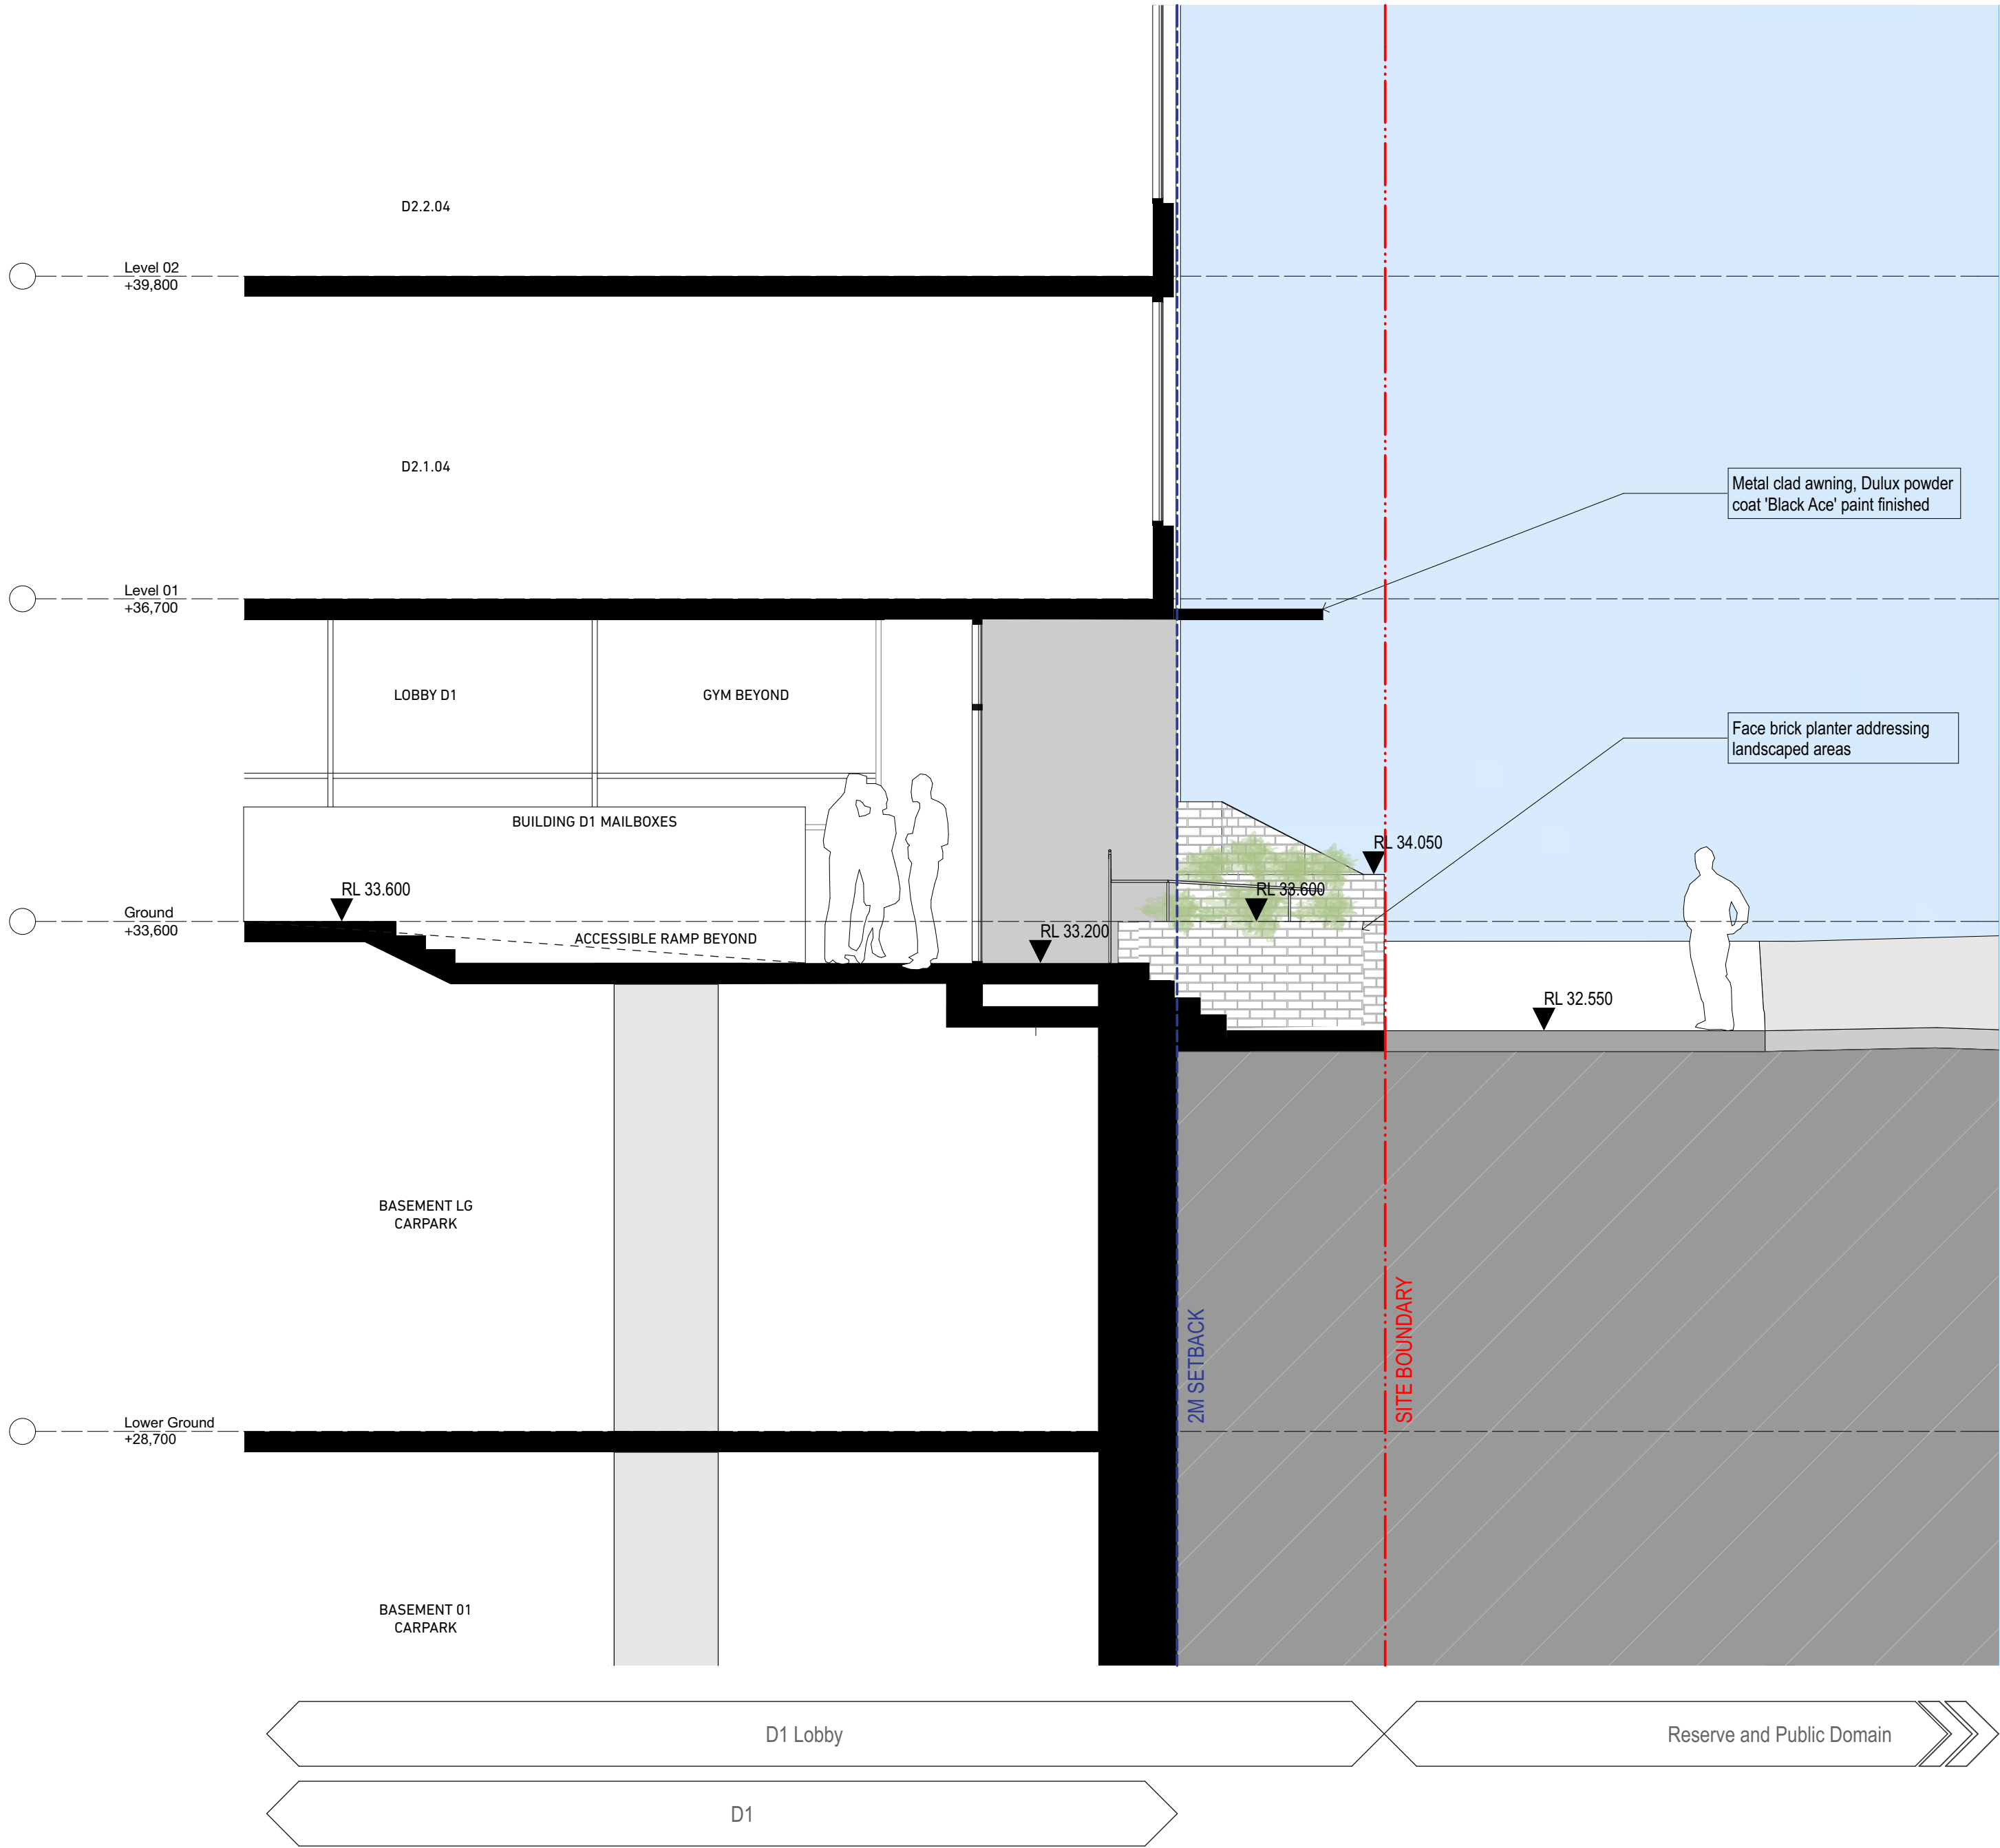 D2.2.04
Level 02
+39,800
D2.1.04
Metal clad awning, Dulux powder
coat 'Black Ace' paint finished
Level 01
+36,700
LOBBY D1
GYM BEYOND
Face brick planter addressing
landscaped areas
BUILDING D1 MAILBOXES
RL 34.050
RL 33.600
RL 33.600
Ground
+33,600
ACCESSIBLE RAMP BEYOND
RL 33.200
RL 32.550
BASEMENT LG
CARPARK
2M SETBACK
SITE BOUNDARY
Lower Ground
+28,700
BASEMENT 01
CARPARK
D1 Lobby
Reserve and Public Domain
D1